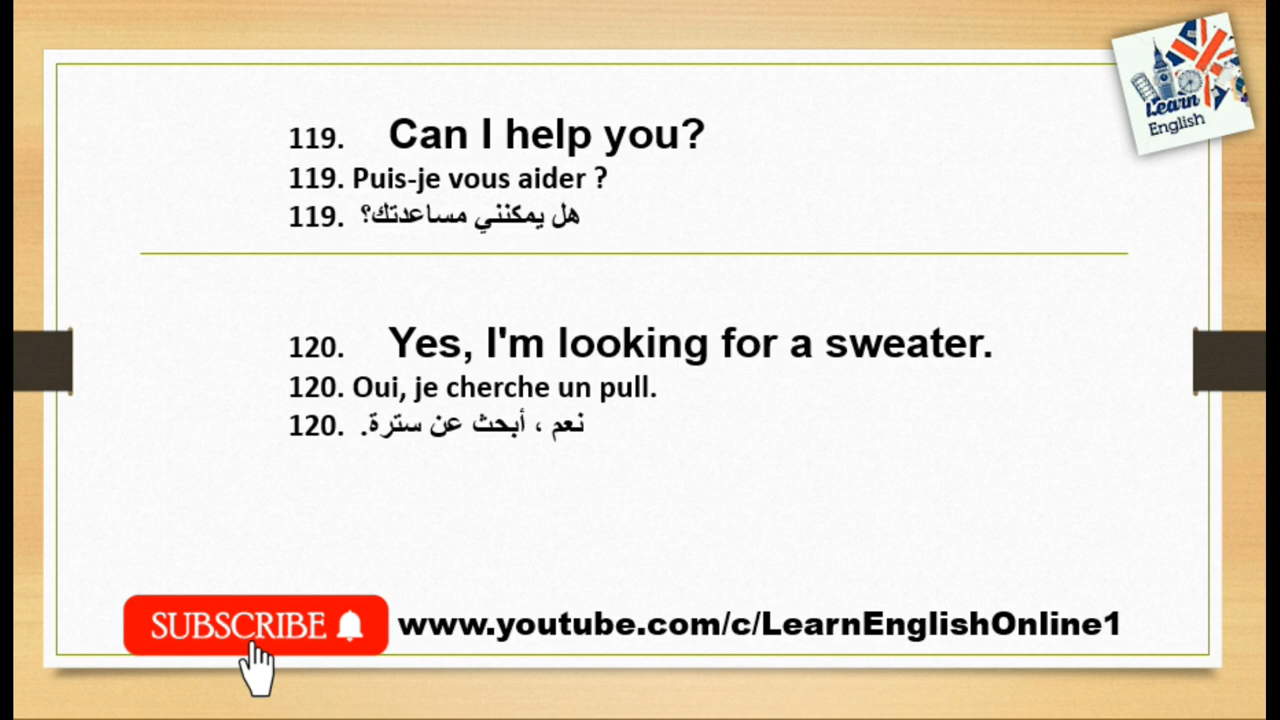 Learn
English
119. Can I help you?
119. Puis-je vous aider ?
119. هل يمكنني مساعدتك؟
120. Yes, I'm looking for a sweater.
120. Oui, je cherche un pull.
120. نعم ، أبحث عن سترة.
SUBSCRIBE www.youtube.com/c/LearnEnglishOnline1